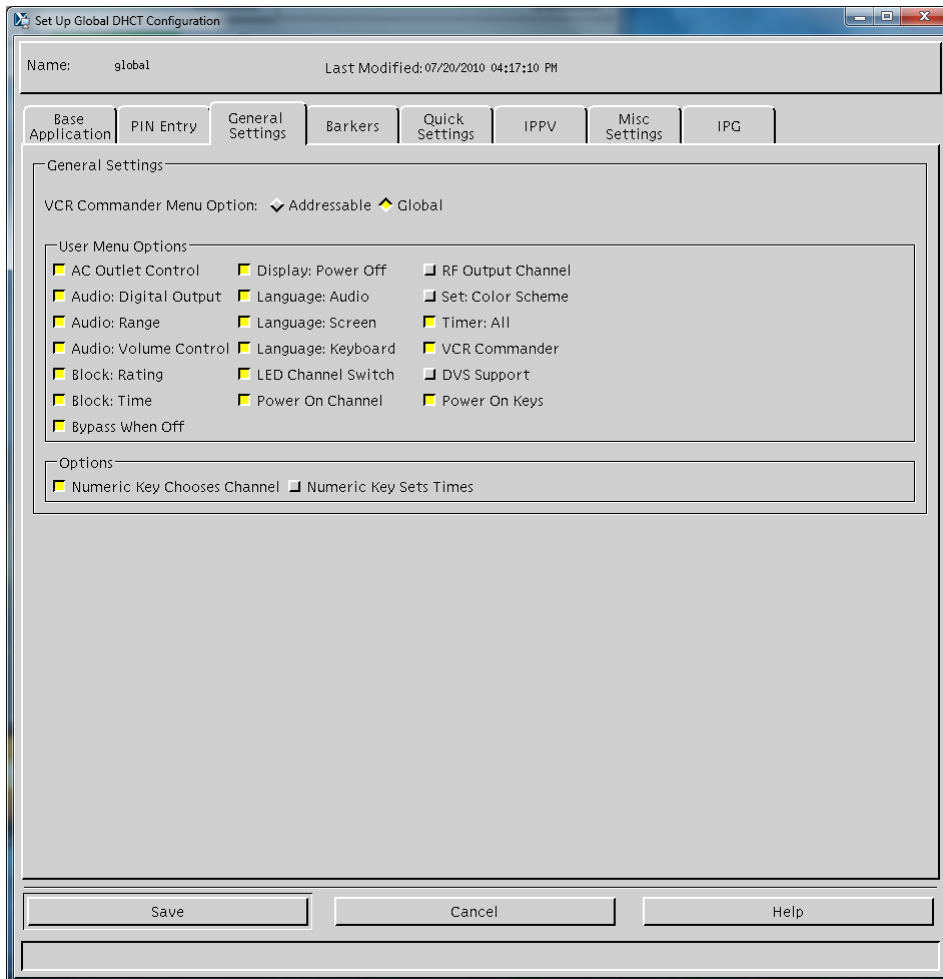 Set Up Global DHCT Configuration
Name: global Last Modified: 07/20/2010 04:17:10 PM
Base Application PIN Entry General Settings Barkers Quick Settings IPPV Misc Settings IPG
General Settings
VCR Commander Menu Option: Addressable Global
User Menu Options
AC Outlet Control Display: Power Off RF Output Channel
Audio: Digital Output Language: Audio Set: Color Scheme
Audio: Range Language: Screen Timer: All
Audio: Volume Control Language: Keyboard VCR Commander
Block: Rating LED Channel Switch DVS Support
Block: Time Power On Channel Power On Keys
Bypass When Off
Options
Numeric Key Chooses Channel Numeric Key Sets Times
Save Cancel Help